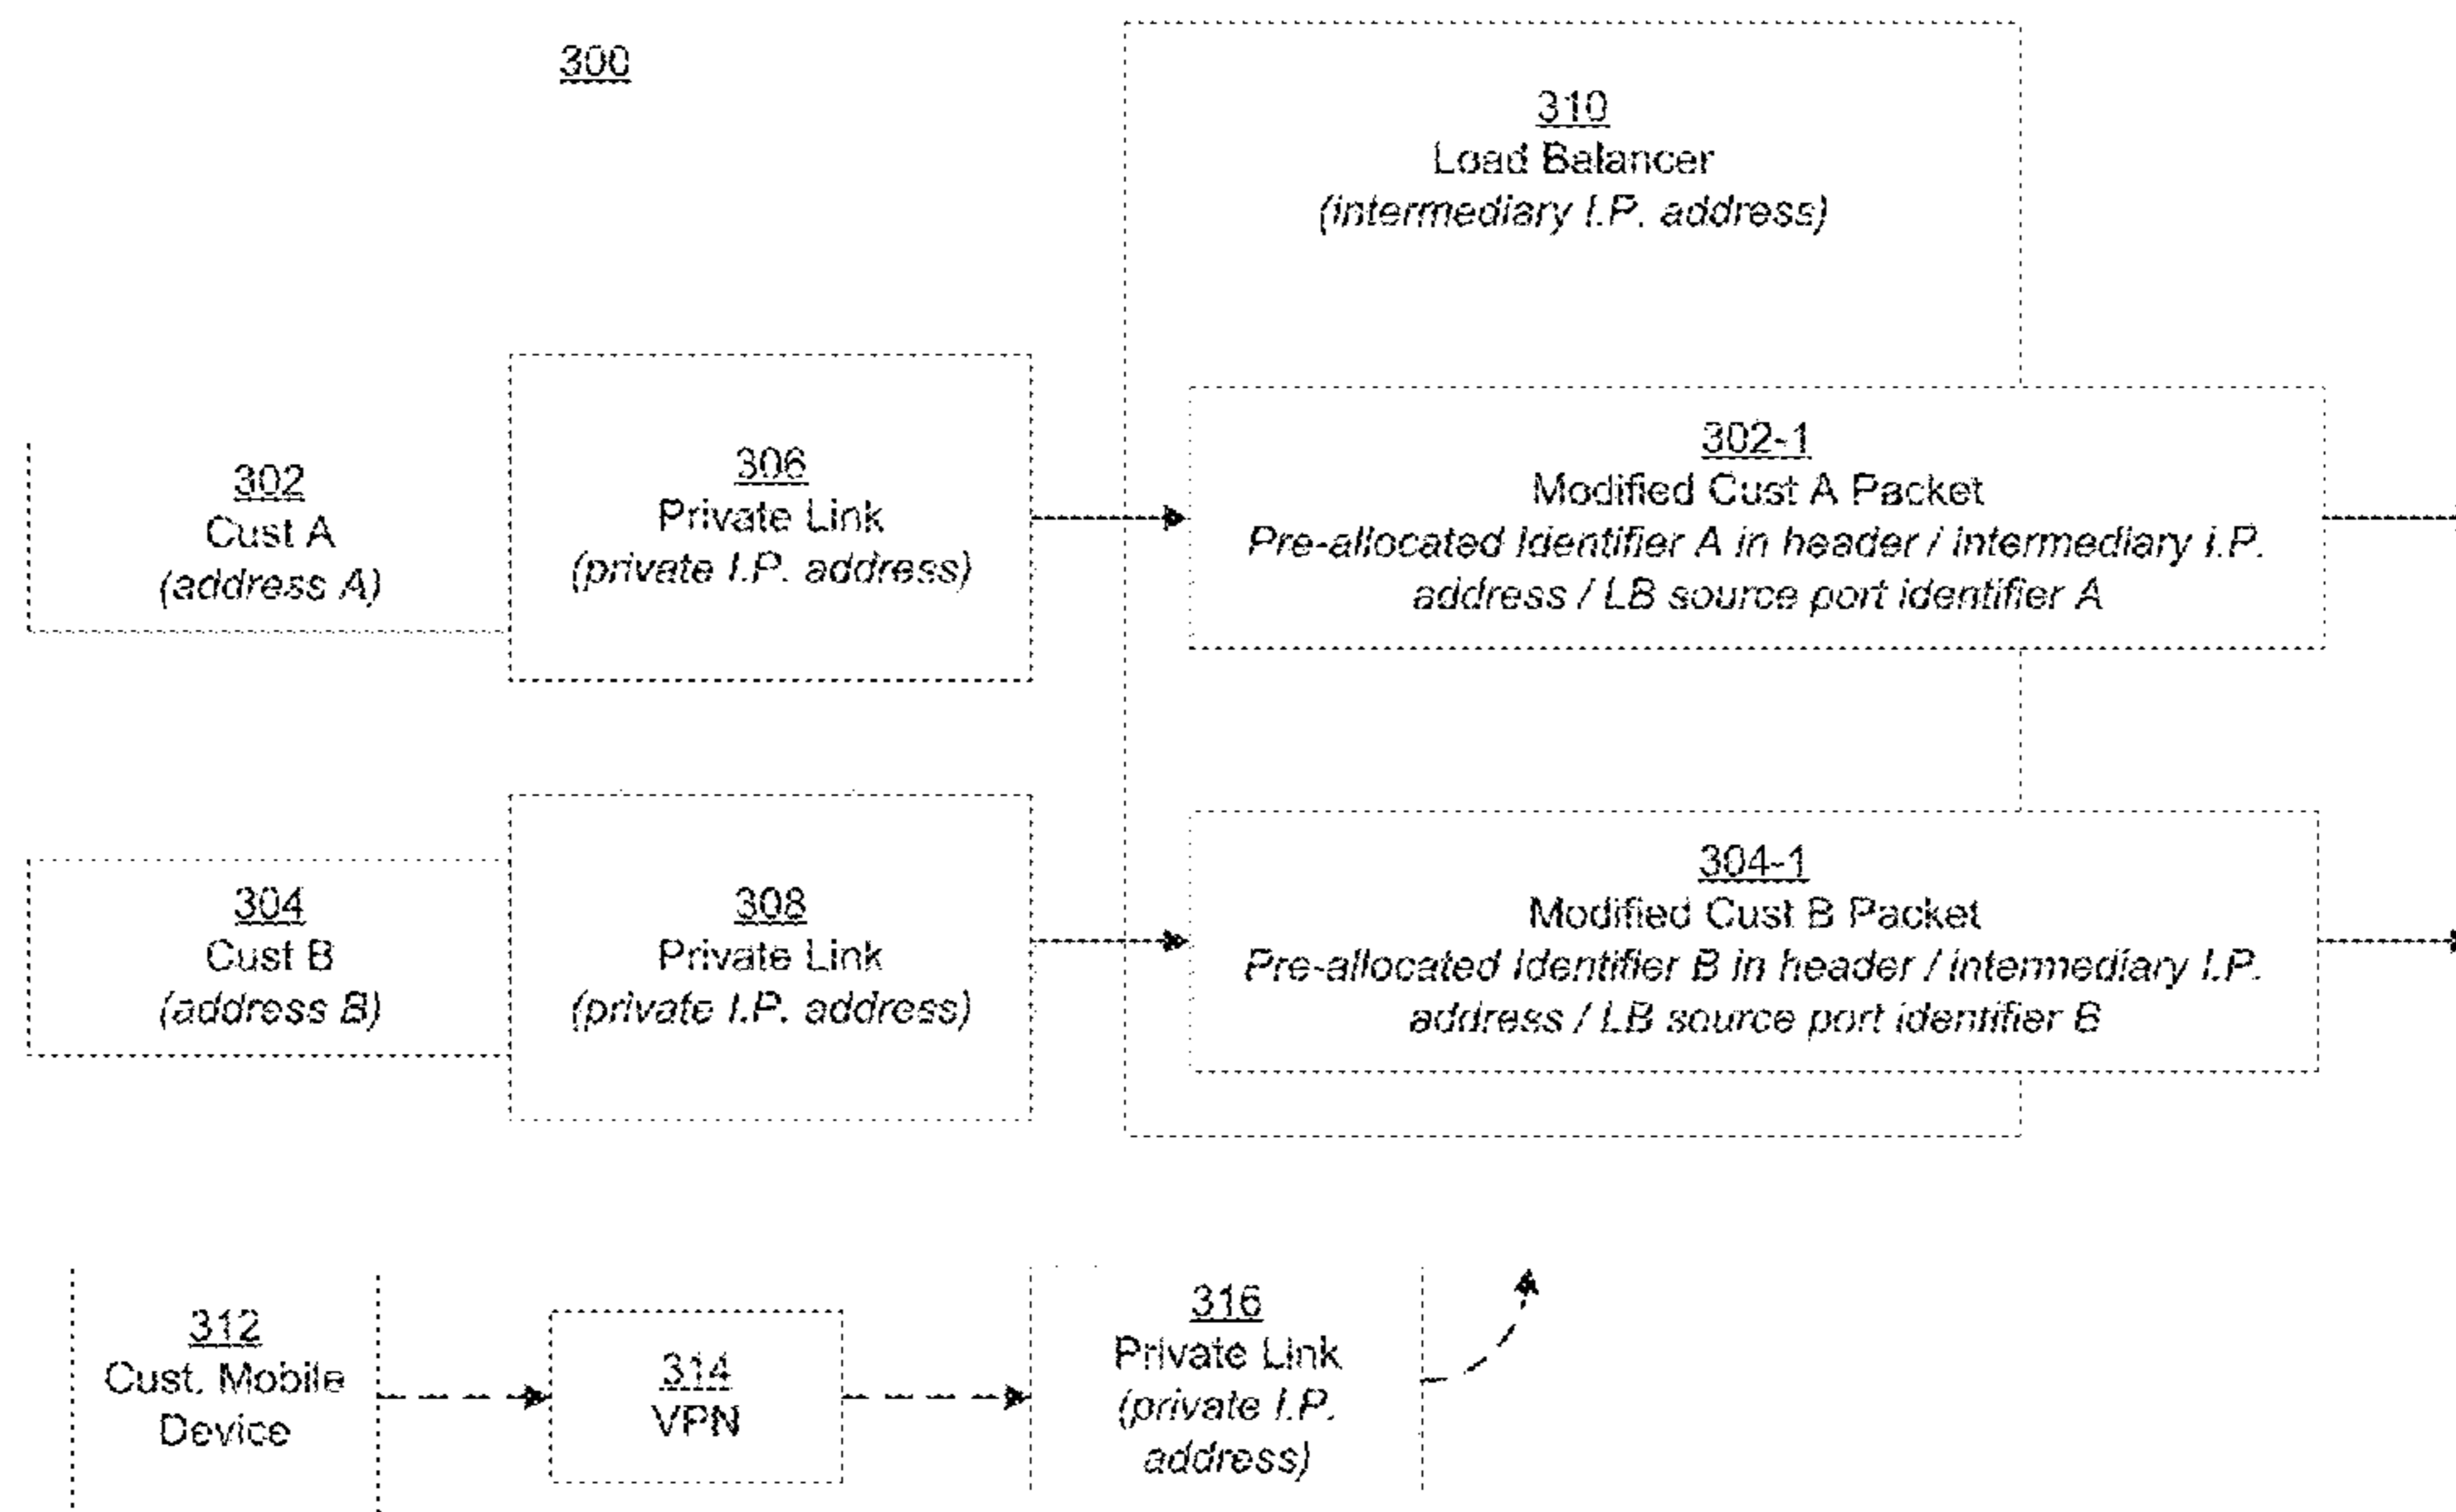 300
310
Load Balancer
(intermediary I.P. address)
302
Cust A
(address A)
306
Private Link
(private I.P. address)
302-1
Modified Cust A Packet
Pre-allocated Identifier A in header / intermediary I.P.
address / LB source port identifier A
304
Cust B
(address B)
308
Private Link
(private I.P. address)
304-1
Modified Cust B Packet
Pre-allocated Identifier B in header / intermediary I.P.
address / LB source port identifier B
312
Cust. Mobile
Device
314
VPN
316
Private Link
(private I.P.
address)